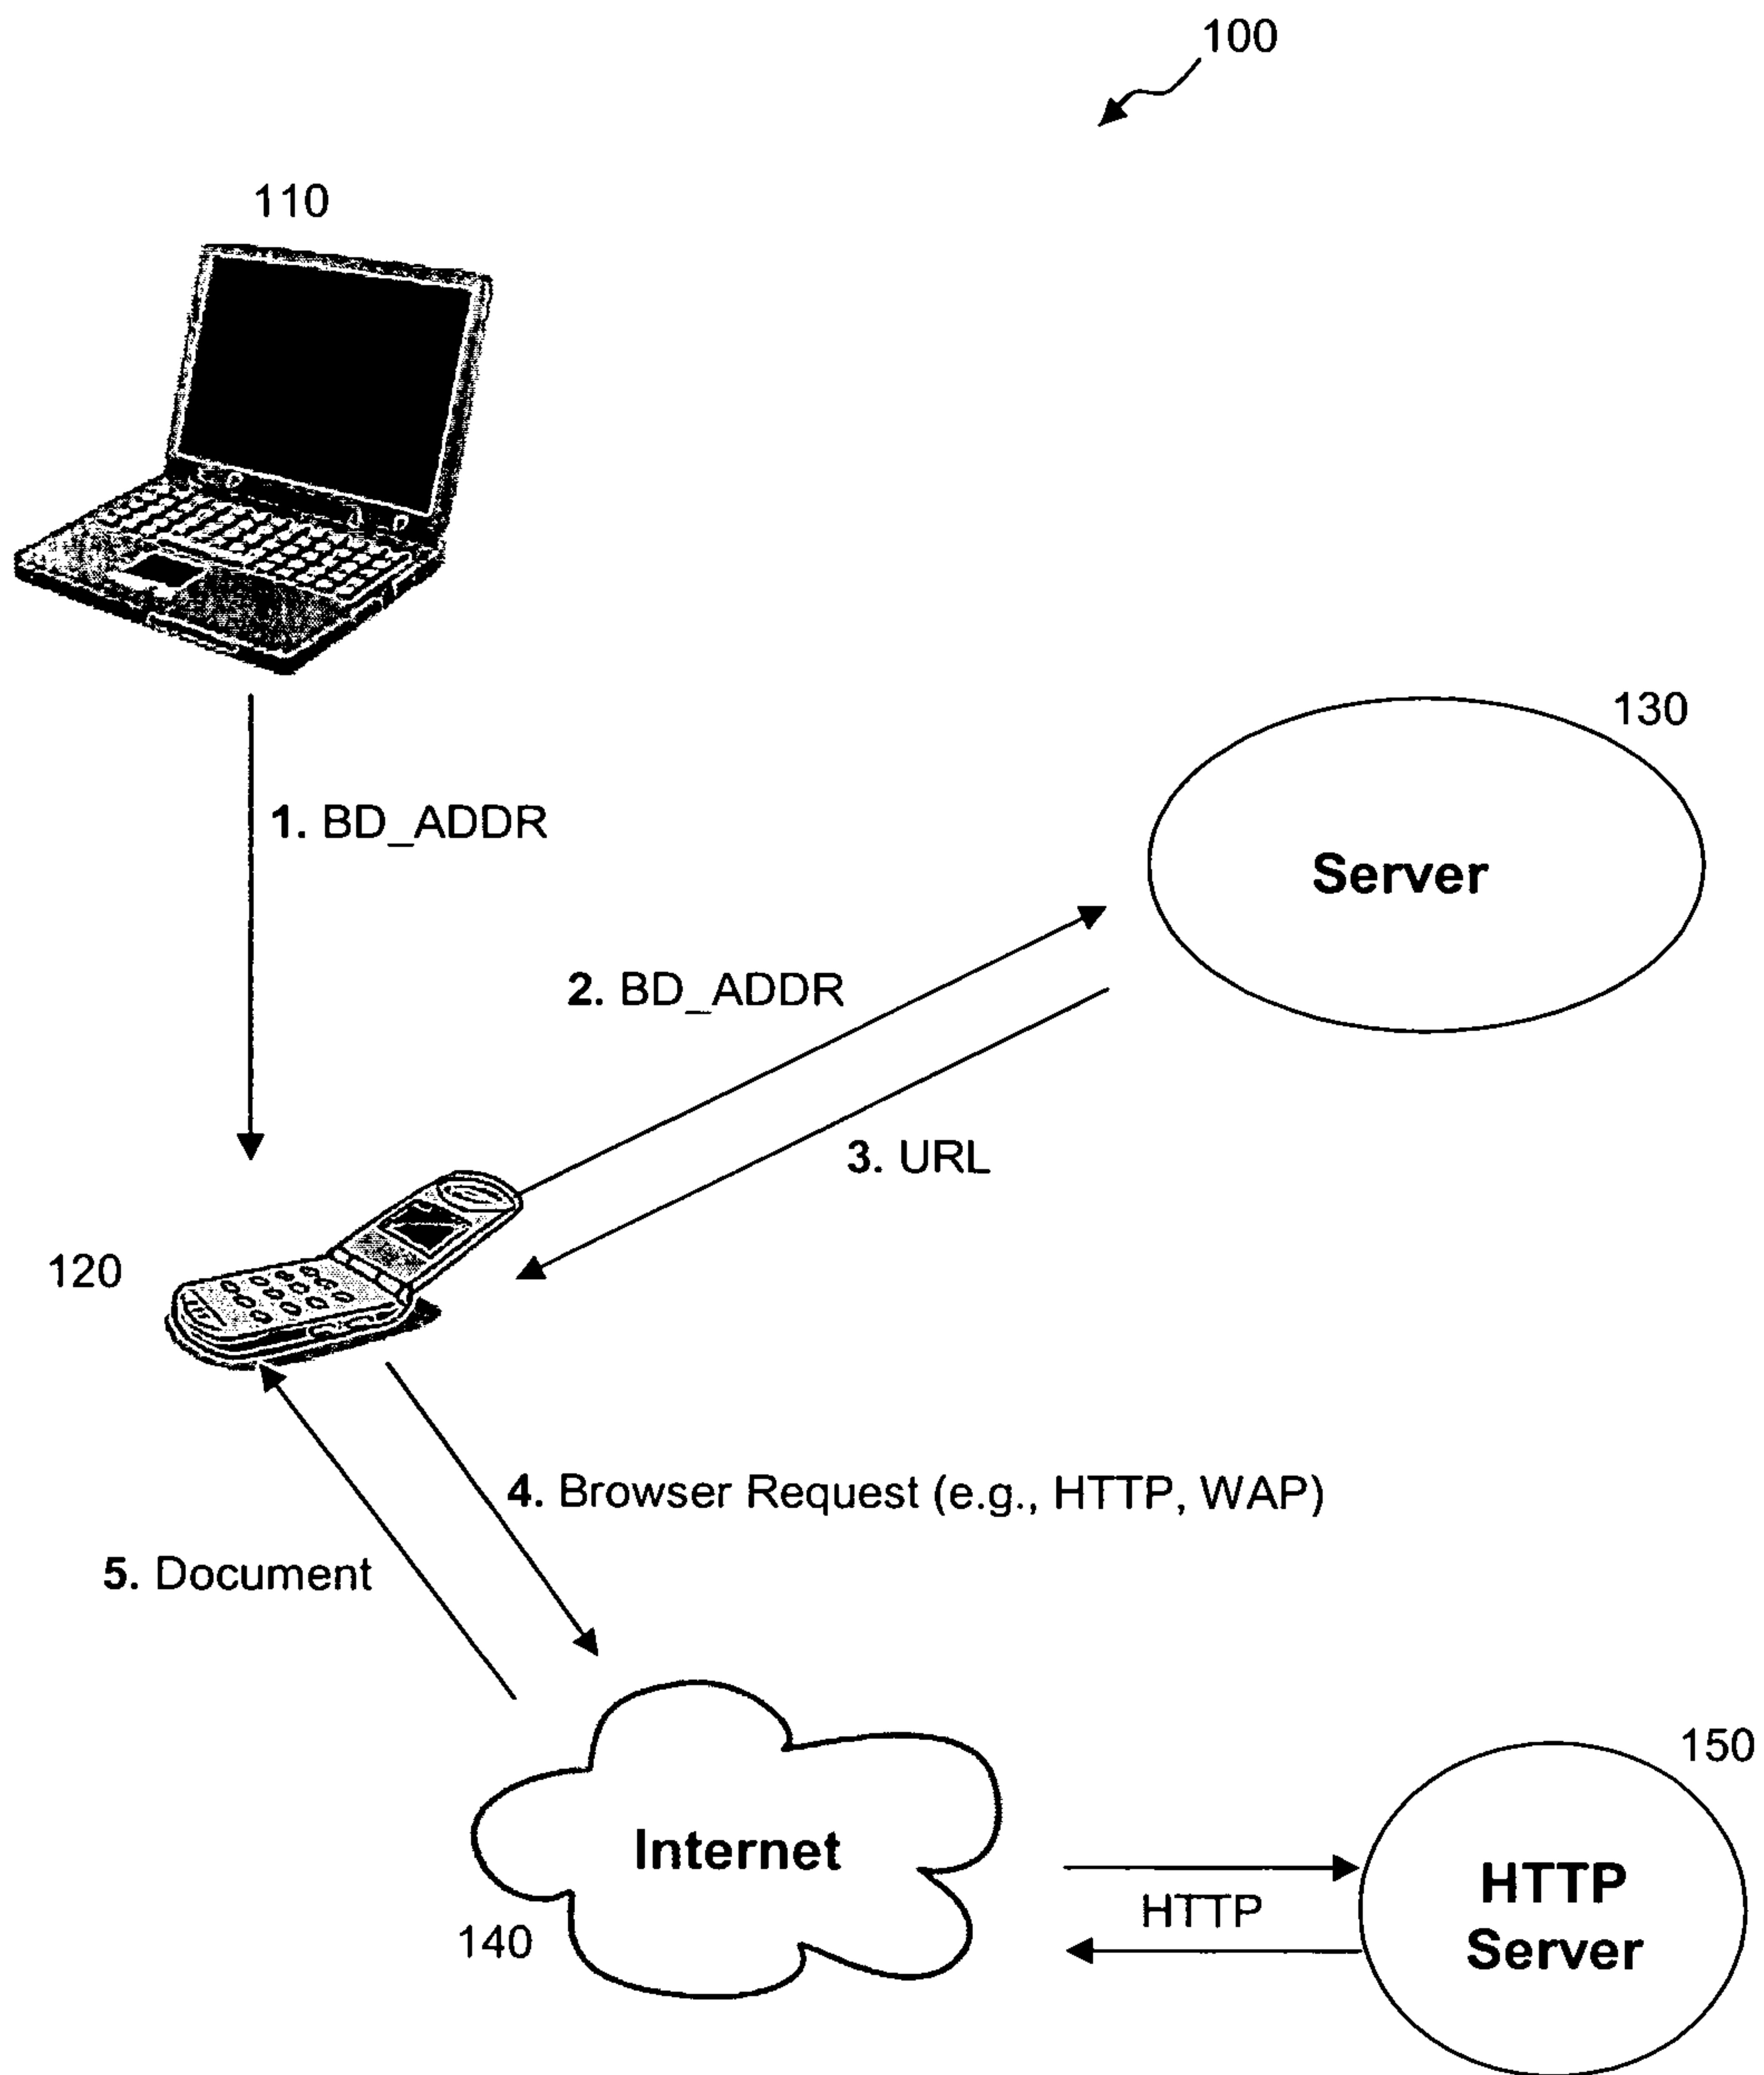 100
110
130
1. BD_ADDR
Server
2. BD_ADDR
3. URL
120
4. Browser Request (e.g., HTTP, WAP)
5. Document
150
Internet
HTTP
Server
HTTP
140